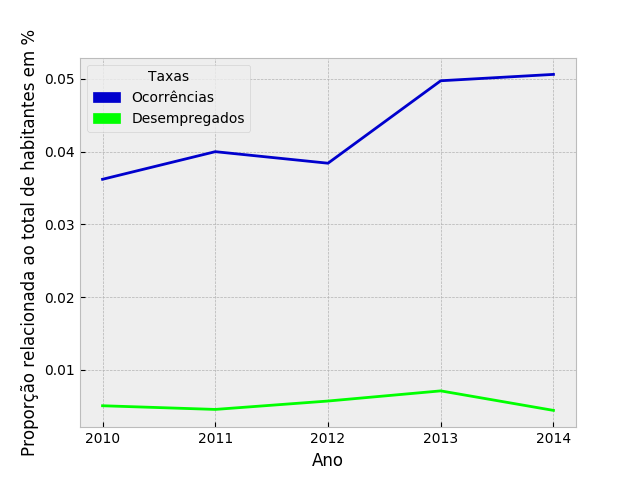 Proporção relacionada ao total de habitantes em %
0.05
0.04
0.03
0.02
0.01
Taxas
Ocorrências
Desempregados
2010 2011 2012 2013 2014
Ano